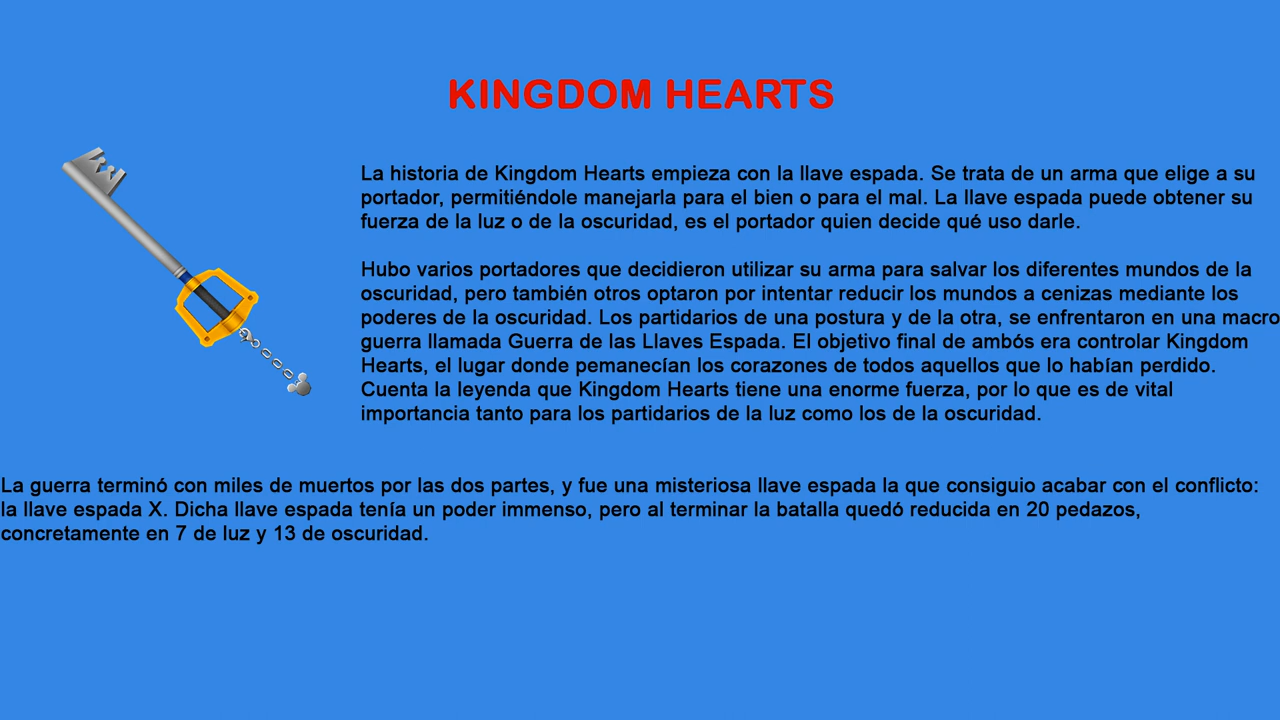 KINGDOM HEARTS
La historia de Kingdom Hearts empieza con la llave espada. Se trata de un arma que elige a su
portador, permitiéndole manejarla para el bien o para el mal. La llave espada puede obtener su
fuerza de la luz o de la oscuridad, es el portador quien decide qué uso darle.
Hubo varios portadores que decidieron utilizar su arma para salvar los diferentes mundos de la
oscuridad, pero también otros optaron por intentar reducir los mundos a cenizas mediante los
poderes de la oscuridad. Los partidarios de una postura y de la otra, se enfrentaron en una macro
guerra llamada Guerra de las Llaves Espada. El objetivo final de ambós era controlar Kingdom
Hearts, el lugar donde pemanecían los corazones de todos aquellos que lo habían perdido.
Cuenta la leyenda que Kingdom Hearts tiene una enorme fuerza, por lo que es de vital
importancia tanto para los partidarios de la luz como los de la oscuridad.
La guerra terminó con miles de muertos por las dos partes, y fue una misteriosa llave espada la que consiguio acabar con el conflicto:
la llave espada X. Dicha llave espada tenía un poder immenso, pero al terminar la batalla quedó reducida en 20 pedazos,
concretamente en 7 de luz y 13 de oscuridad.